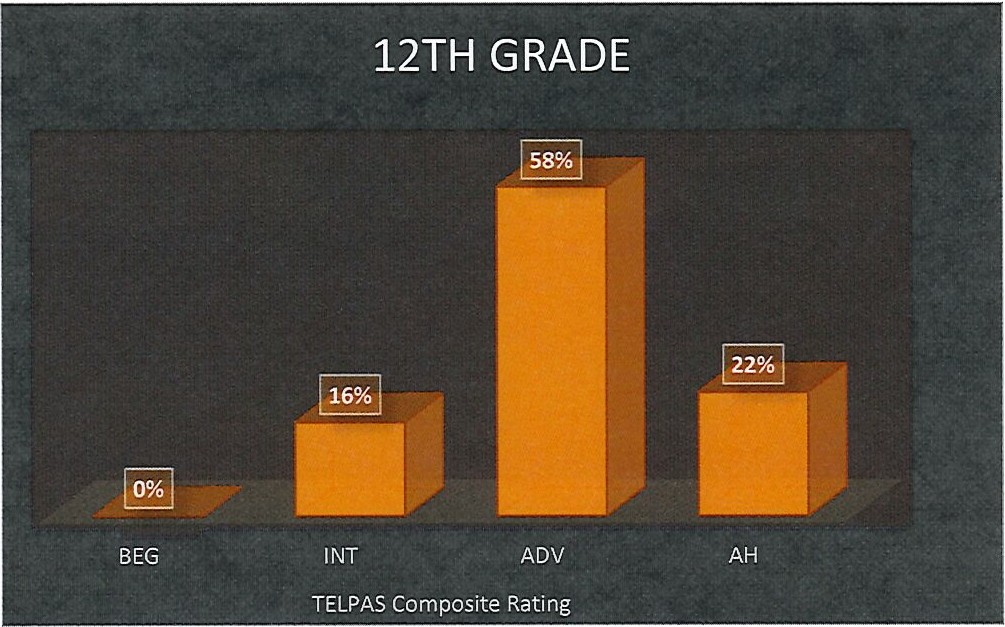 12TH GRADE
58%
22%
16%
0%
BEG INT ADV AH
TELPAS Composite Rating